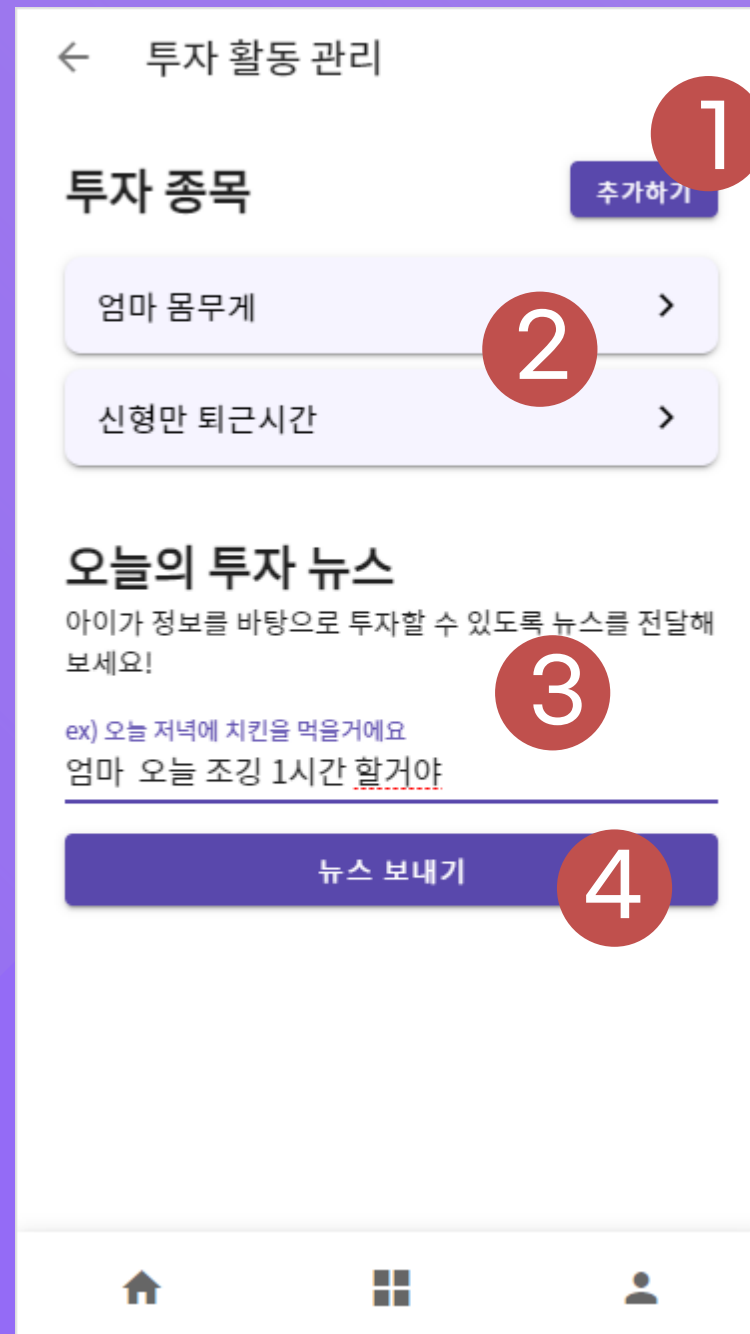 투자 활동 관리
1
투자 종목
추가하기
엄마 몸무게
2
신형만 퇴근시간
오늘의 투자 뉴스
아이가 정보를 바탕으로 투자할 수 있도록 뉴스를 전달해
보세요!
3
ex) 오늘 저녁에 치킨을 먹을거에요
엄마  오늘 조깅 1시간 할거야
뉴스 보내기
4